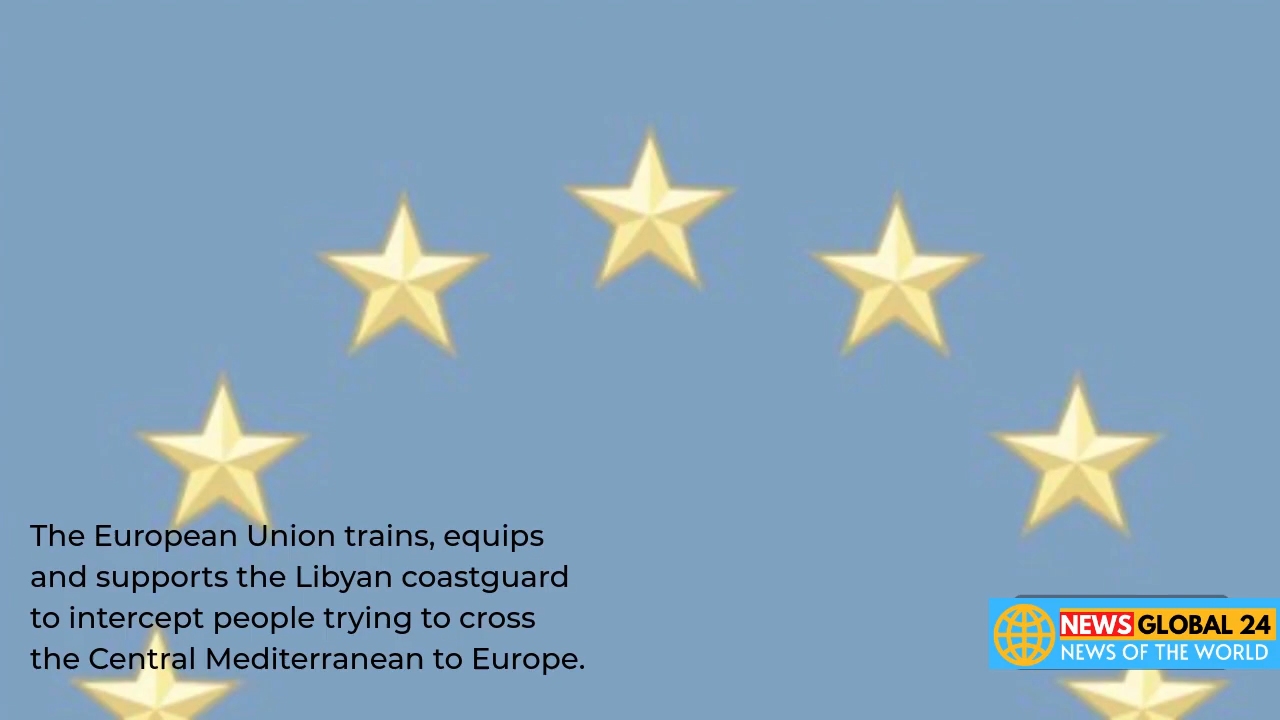 The European Union trains, equips
and supports the Libyan coastguard
to intercept people trying to cross
the Central Mediterranean to Europe.
NEWS GLOBAL 24
NEWS OF THE WORLD